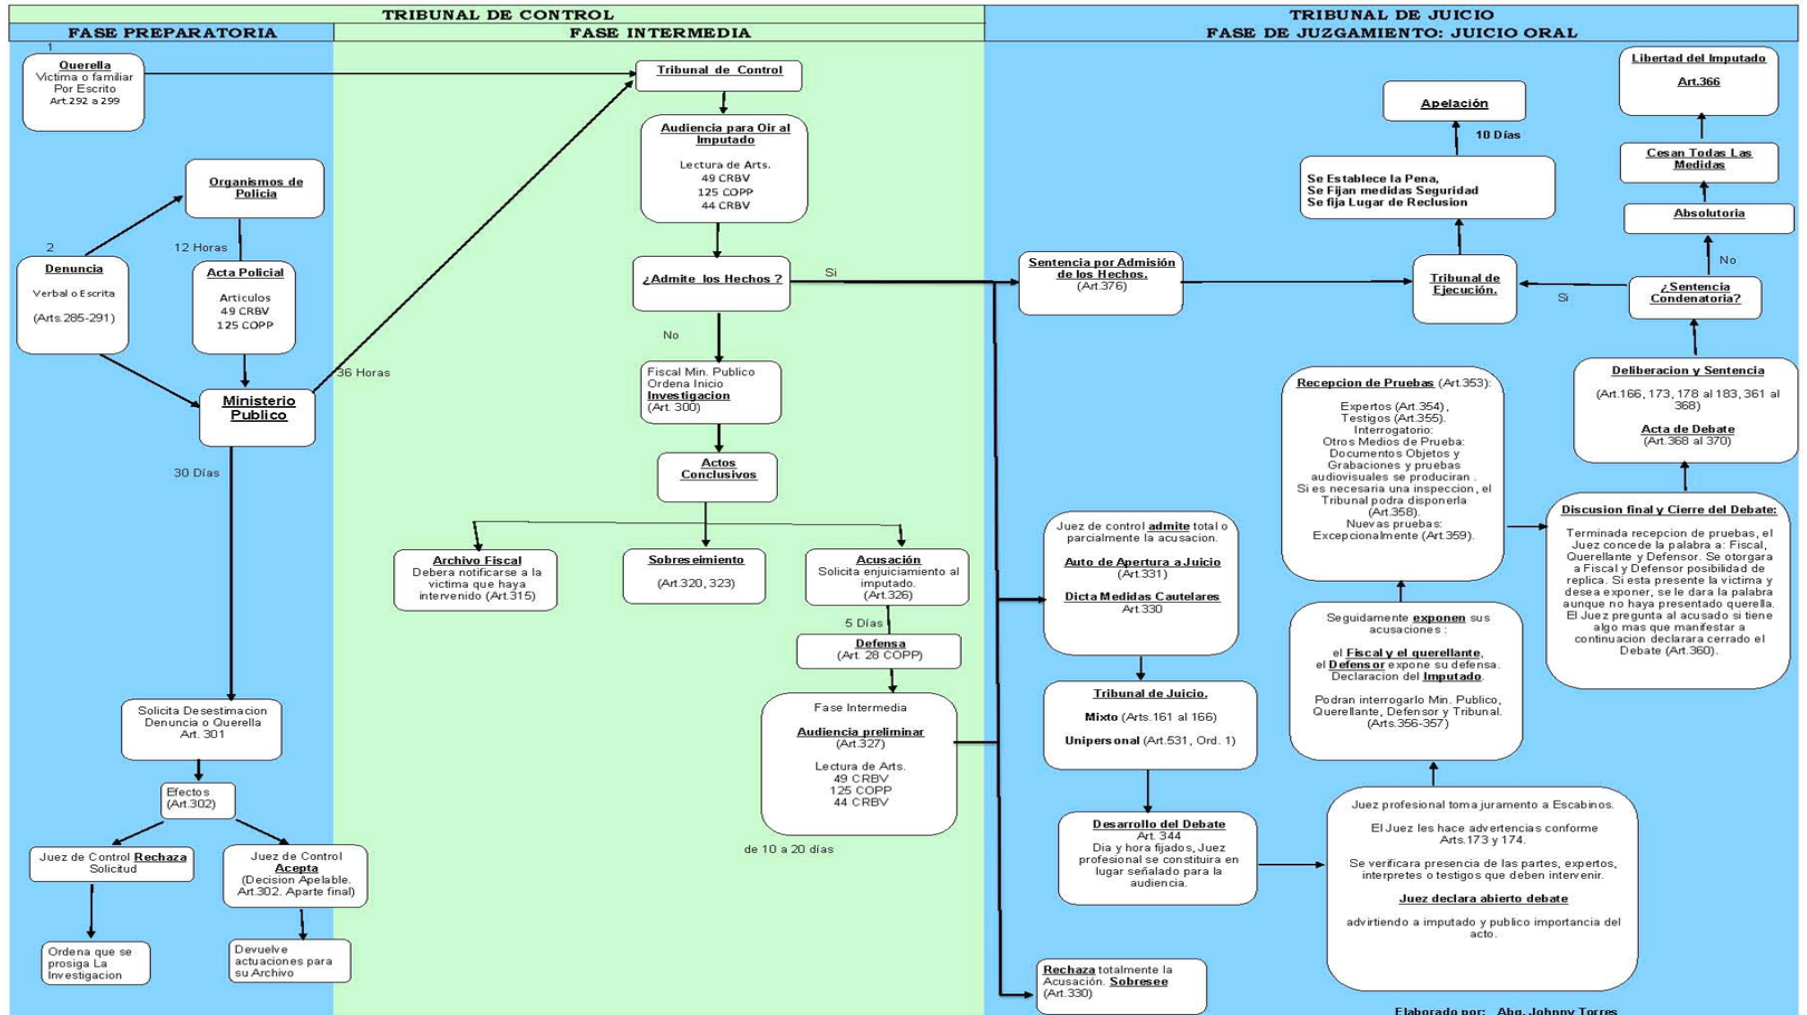 TRIBUNAL DE CONTROL
TRIBUNAL DE JUICIO
FASE PREPARATORIA
FASE INTERMEDIA
FASE DE JUZGAMIENTO: JUICIO ORAL
1
Querella
Victima o familiar
Por Escrito
Art.292 a 299
Organismos de
Policia
2
12 Horas
Denuncia
Verbal o Escrita
(Arts.285-291)
Acta Policial
Articulos
49 CRBV
125 COPP
36 Horas
Ministerio
Publico
30 Días
Solicita Desestimacion
Denuncia o Querella
Art. 301
Efectos
(Art.302)
Juez de Control Rechaza
Solicitud
Juez de Control
Acepta
(Decision Apelable.
Art.302. Aparte final)
Ordena que se
prosiga La
Investigacion
Devuelve
actuaciones para
su Archivo
Tribunal de Control
Audiencia para Oir al
Imputado
Lectura de Arts.
49 CRBV
125 COPP
44 CRBV
¿Admite los Hechos ?
Si
No
Fiscal Min. Publico
Ordena Inicio
Investigacion
(Art. 300)
Actos
Conclusivos
Archivo Fiscal
Debera notificarse a la
victima que haya
intervenido (Art.315)
Sobreseimiento
(Art.320, 323)
Acusación
Solicita enjuiciamiento al
imputado.
(Art.326)
5 Días
Defensa
(Art. 28 COPP)
Fase Intermedia
Audiencia preliminar
(Art.327)
Lectura de Arts.
49 CRBV
125 COPP
44 CRBV
de 10 a 20 días
Sentencia por Admisión
de los Hechos.
(Art.376)
Juez de control admite total o
parcialmente la acusacion.
Auto de Apertura a Juicio
(Art.331)
Dicta Medidas Cautelares
Art.330
Tribunal de Juicio.
Mixto (Arts.161 al 166)
Unipersonal (Art.531, Ord. 1)
Desarrollo del Debate
Art. 344
Dia y hora fijados, Juez
profesional se constituira en
lugar señalado para la
audiencia.
Rechaza totalmente la
Acusación. Sobresee
(Art.330)
Juez profesional toma juramento a Escabinos.
El Juez les hace advertencias conforme
Arts.173 y 174.
Se verificara presencia de las partes, expertos,
interpretes o testigos que deben intervenir.
Juez declara abierto debate
advirtiendo a imputado y publico importancia del
acto.
Seguidamente exponen sus
acusaciones :
el Fiscal y el querellante,
el Defensor expone su defensa.
Declaracion del Imputado.
Podran interrogarlo Min. Publico,
Querellante, Defensor y Tribunal.
(Arts.356-357)
Recepcion de Pruebas (Art.353):
Expertos (Art.354) ,
Testigos (Art.355).
Interrogatorio:
Otros Medios de Prueba:
Documentos Objetos y
Grabaciones y pruebas
audiovisuales se produciran .
Si es necesaria una inspeccion, el
Tribunal podra disponerla
(Art.358).
Nuevas pruebas:
Excepcionalmente (Art.359).
Discusion final y Cierre del Debate:
Terminada recepcion de pruebas, el
Juez concede la palabra a: Fiscal,
Querellante y Defensor. Se otorgara
a Fiscal y Defensor posibilidad de
replica. Si esta presente la victima y
desea exponer, se le dara la palabra
aunque no haya presentado querella.
El Juez pregunta al acusado si tiene
algo mas que manifestar a
continuacion declarara cerrado el
Debate (Art.360).
Deliberacion y Sentencia
(Art.166, 173, 178 al 183, 361 al
368)
Acta de Debate
(Art.368 al 370)
¿Sentencia
Condenatoria?
Si
No
Tribunal de
Ejecución.
Se Establece la Pena,
Se Fijan medidas Seguridad
Se fija Lugar de Reclusion
10 Días
Apelación
Absolutoria
Cesan Todas Las
Medidas
Libertad del Imputado
Art.366
Elaborado por: Abg. Johnny Torres